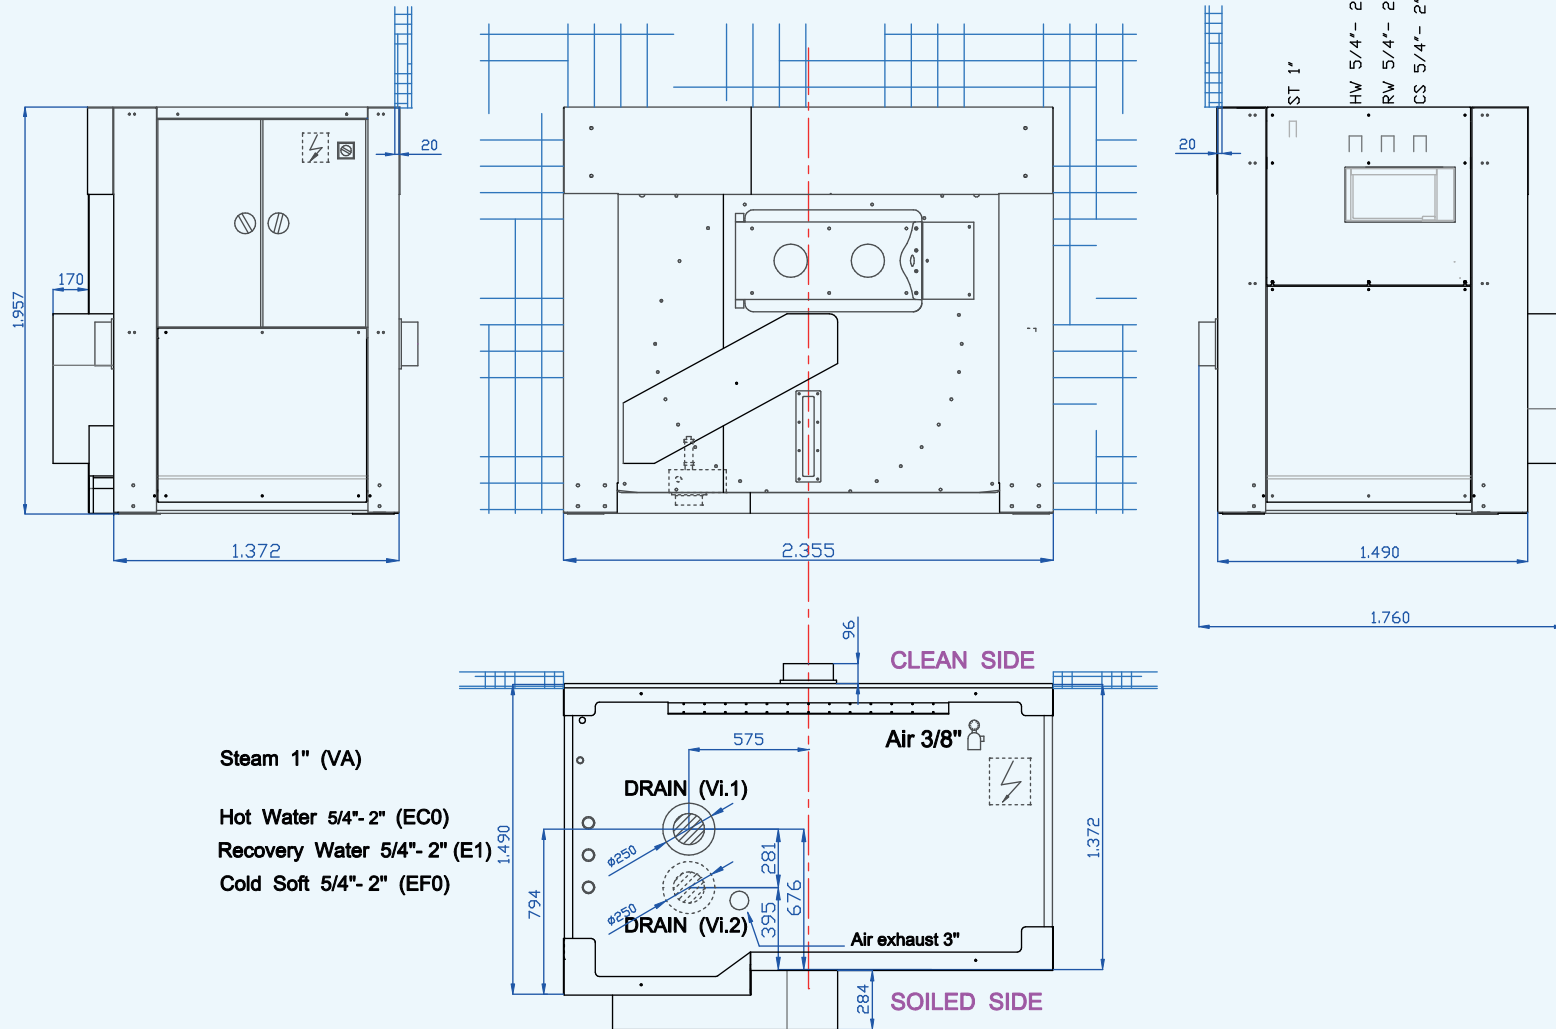 ST 1"
HW 5/4"- 2
RW 5/4"- 2
CS 5/4"- 2"
20
20
170
1.957
1.372
2.355
1.490
1.760
96
CLEAN SIDE
575
Air 3/8"
Steam 1" (VA)
DRAIN (Vi.1)
Hot Water 5/4"- 2" (EC0)
Recovery Water 5/4"- 2" (E1)
Cold Soft 5/4"- 2" (EF0)
1.490
794
ø250
ø250
281
395
676
1.372
DRAIN (Vi.2)
Air exhaust 3"
284
SOILED SIDE